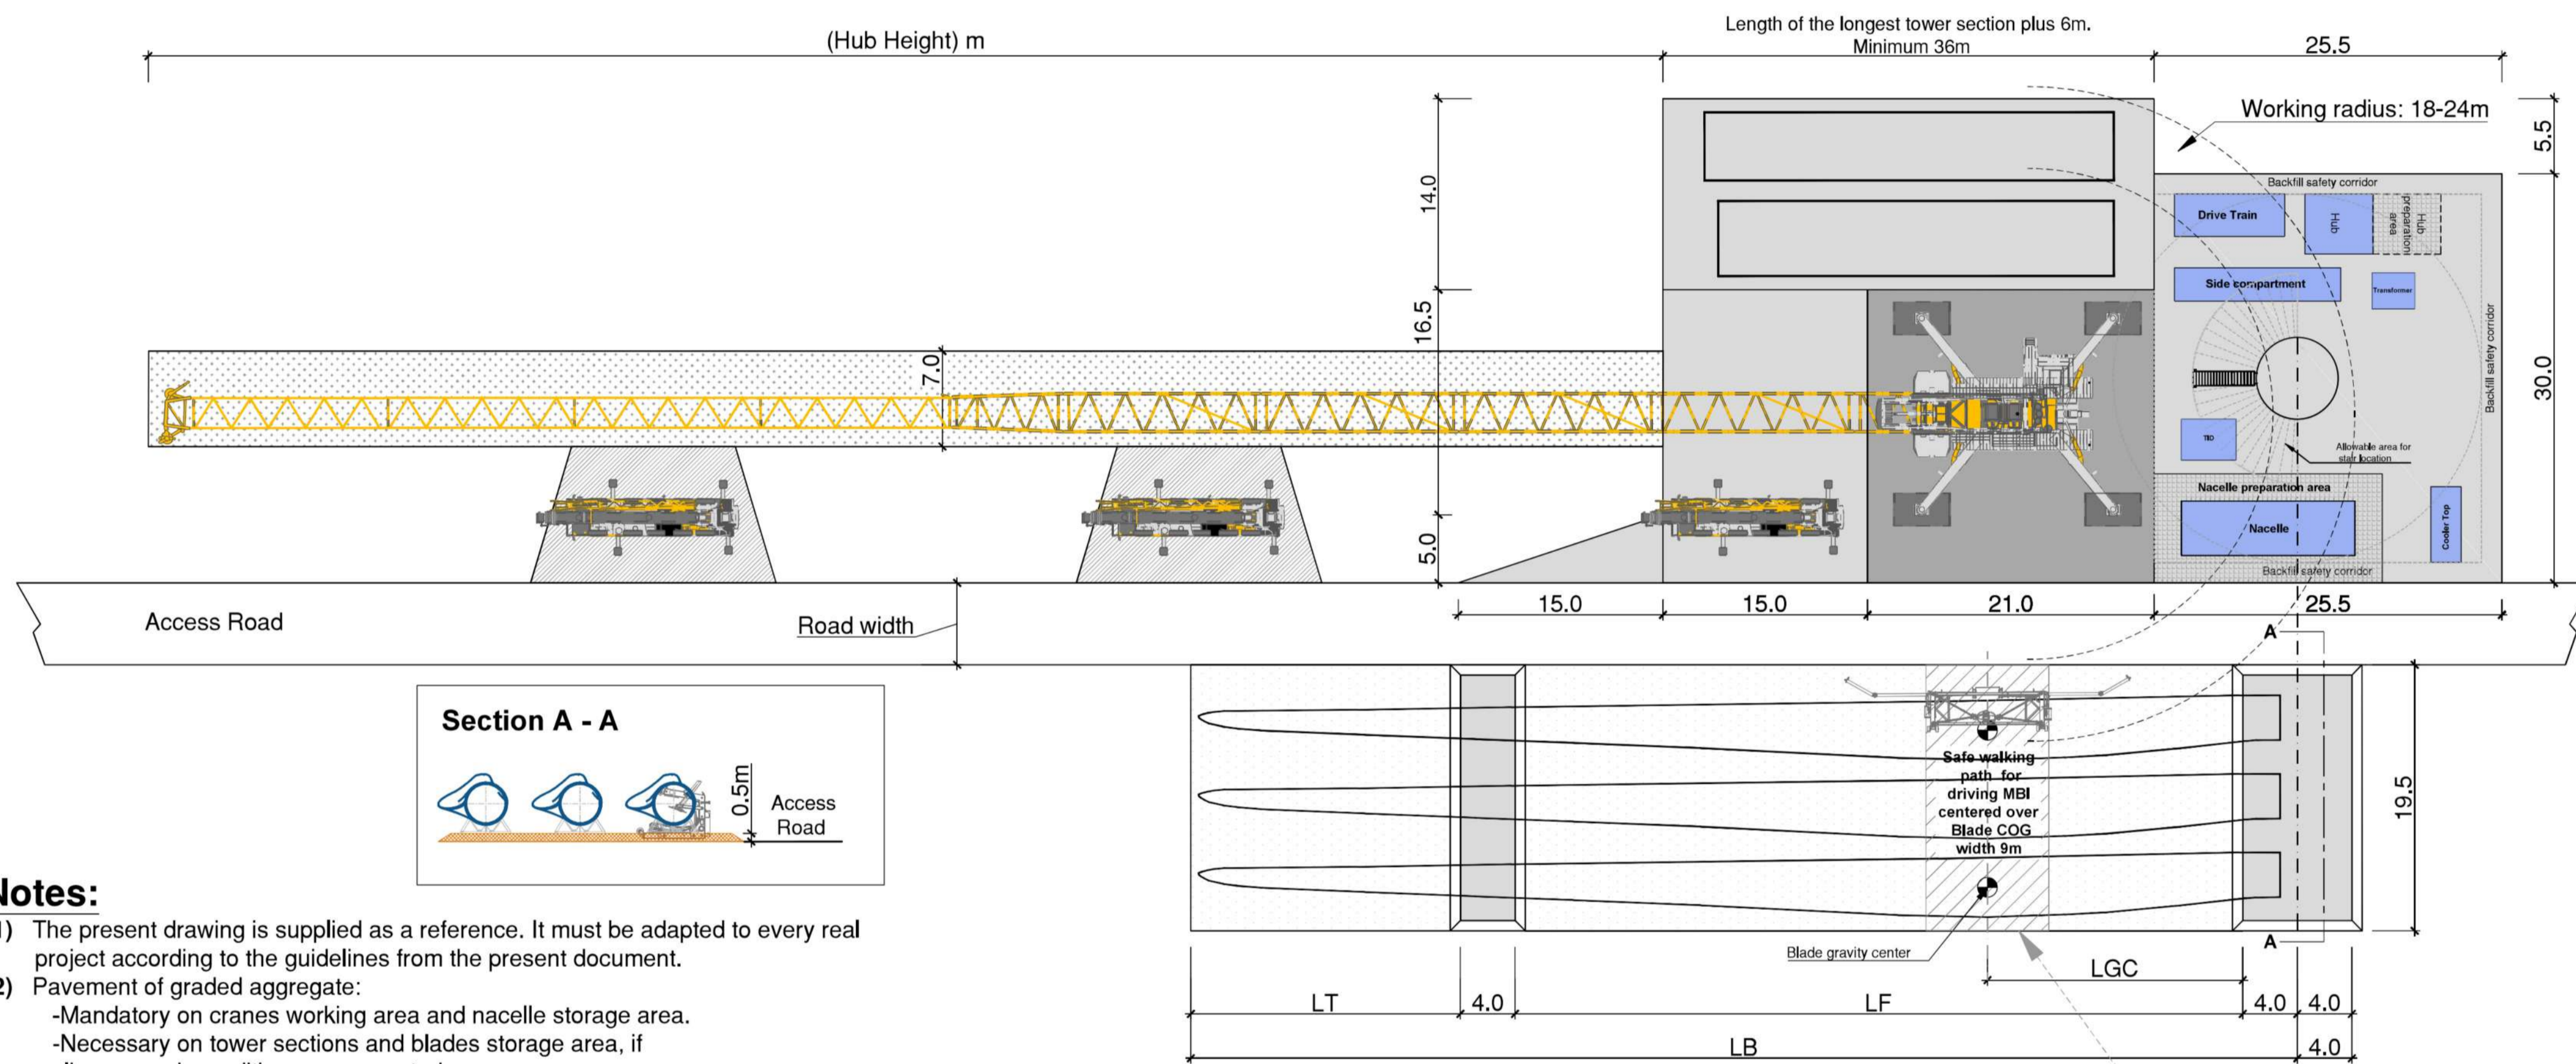 (Hub Height) m
Length of the longest tower section plus 6m.
Minimum 36m
25.5
Working radius: 18-24m
5.5
14.0
Backfill safety corridor
Drive Train
Hub
Hub
preparation
area
Side compartment
Transformer
16.5
7.0
Backfill safety corridor
30.0
Allowable area for
stair location
Nacelle preparation area
Nacelle
Cooler Top
Backfill safety corridor
5.0
15.0
15.0
21.0
25.5
Access Road
Road width
A
Section A - A
0.5m
Access
Road
Safe walking
path for
driving MBI
centered over
Blade COG
width 9m
19.5
Notes:
1) The present drawing is supplied as a reference. It must be adapted to every real
project according to the guidelines from the present document.
2) Pavement of graded aggregate:
-Mandatory on cranes working area and nacelle storage area.
-Necessary on tower sections and blades storage area, if
Blade gravity center
A
LGC
LT
4.0
LF
4.0
4.0
LB
4.0